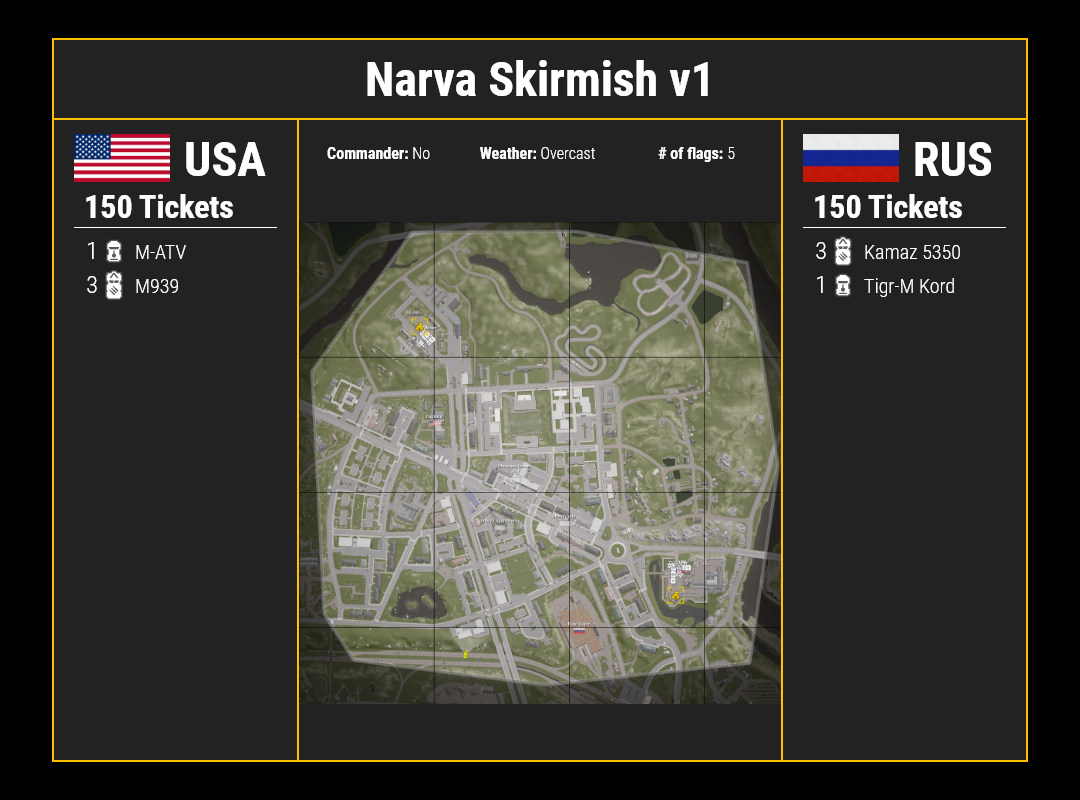 Narva Skirmish v1
USA
150 Tickets
1 M-ATV
3 M939
Commander: No
Weather: Overcast
# of flags: 5
RUS
150 Tickets
3 Kamaz 5350
1 Tigr-M Kord